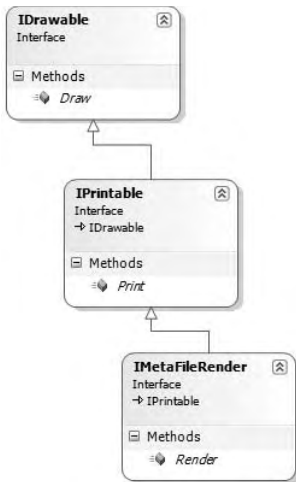 IDrawable
Interface
Methods
Draw
IPrintable
Interface
IDrawable
Methods
Print
IMetaFileRender
Interface
IPrintable
Methods
Render